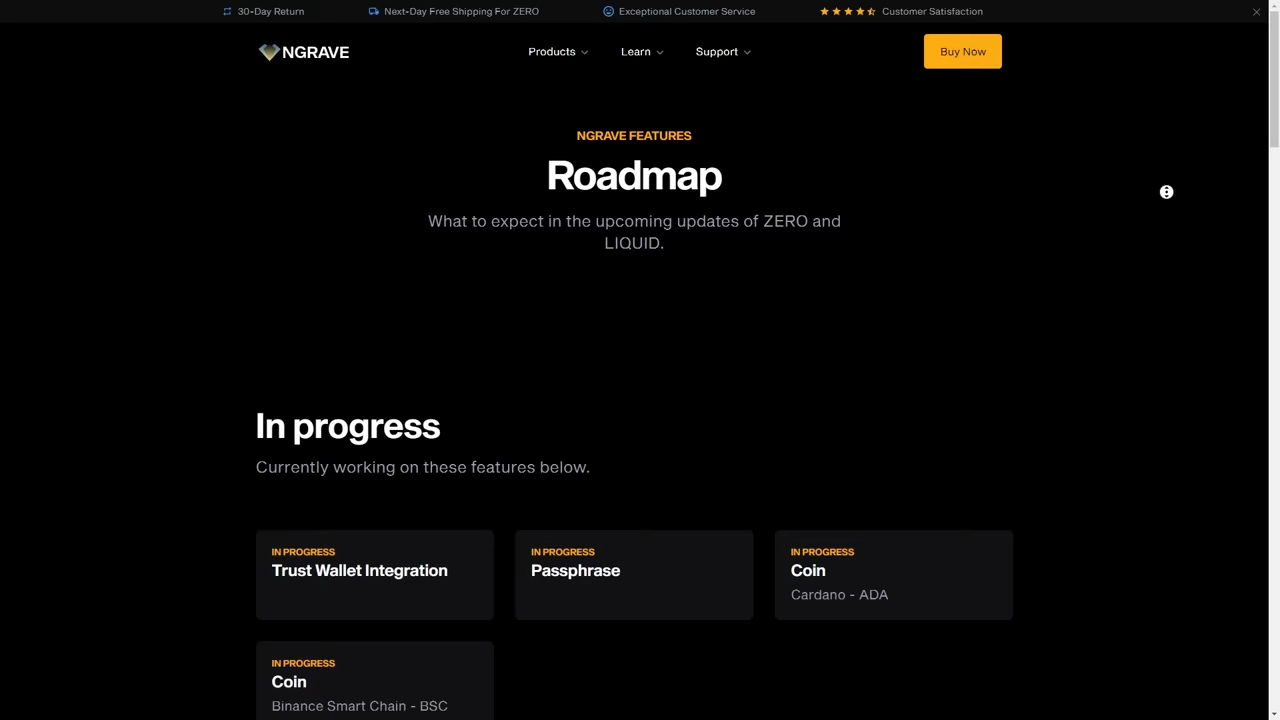 30-Day Return
Next-Day Free Shipping For ZERO
Exceptional Customer Service
Customer Satisfaction
NGRAVE
Products
Learn
Support
Buy Now
NGRAVE FEATURES
Roadmap
What to expect in the upcoming updates of ZERO and
LIQUID.
In progress
Currently working on these features below.
IN PROGRESS
Trust Wallet Integration
IN PROGRESS
Passphrase
IN PROGRESS
Coin
Cardano - ADA
IN PROGRESS
Coin
Binance Smart Chain - BSC